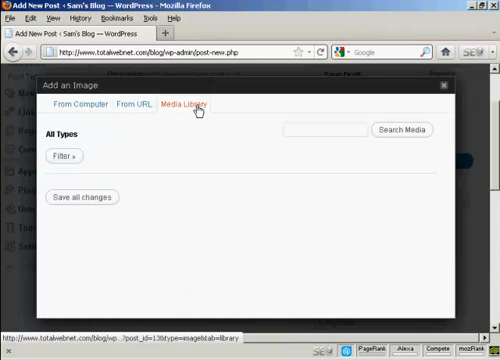 Add New Post ‹ Sam's Blog — WordPress - Mozilla Firefox
File Edit View History Bookmarks Tools Help
Add New Post ‹ Sam's Blog — WordPress
http://www.totalwebnet.com/blog/wp-admin/post-new.php
Google
Add an Image
From Computer From URL Media Library
All Types
Search Media
Filter »
Save all changes
http://www.totalwebnet.com/blog/wp...?post_id=13&type=image&tab=library
Done
SEO PageRank Alexa Compete mozRank